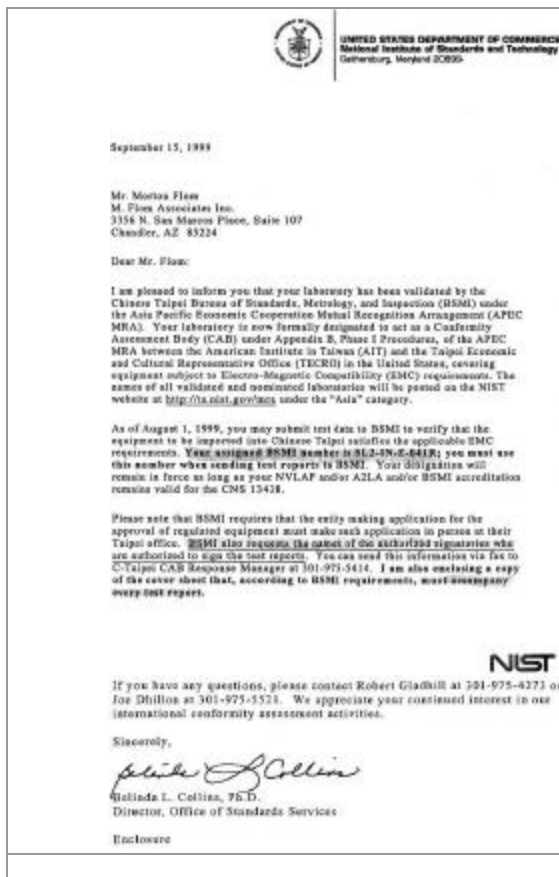 UNITED STATES DEPARTMENT OF COMMERCE
National Institute of Standards and Technology
Gaithersburg, Maryland 20899-
September 15, 1999
Mr. Morton Flom
M. Flom Associates Inc.
3356 N. San Marcos Place, Suite 107
Chandler, AZ 85224
Dear Mr. Flom:
I am pleased to inform you that your laboratory has been validated by the
Chinese Taipei Bureau of Standards, Metrology, and Inspection (BSMI) under
the Asia Pacific Economic Cooperation Mutual Recognition Arrangement (APEC
MRA). Your laboratory is now formally designated to act as a Conformity
Assessment Body (CAB) under Appendix B, Phase I Procedures, of the APEC
MRA between the American Institute in Taiwan (AIT) and the Taipei Economic
and Cultural Representative Office (TECRO) in the United States, covering
equipment subject to Electro-Magnetic Compatibility (EMC) requirements. The
names of all validated and nominated laboratories will be posted on the NIST
website at http://ts.nist.gov/mra under the "Asia" category.
As of August 1, 1999, you may submit test data to BSMI to verify that the
equipment to be imported into Chinese Taipei satisfies the applicable EMC
requirements. Your assigned BSMI number is SL2-IN-E-041R; you must use
this number when sending test reports to BSMI. Your designation will
remain in force as long as your NVLAP and/or A2LA and/or BSMI accreditation
remains valid for the CNS 13438.
Please note that BSMI requires that the entity making application for the
approval of regulated equipment must make such application in person at their
Taipei office. BSMI also requests the names of the authorized signatories who
are authorized to sign the test reports. You can send this information via fax to
C-Taipei CAB Response Manager at 301-975-5414. I am also enclosing a copy
of the cover sheet that, according to BSMI requirements, must accompany
every test report.
NIST
If you have any questions, please contact Robert Gladhill at 301-975-4273 or
Joe Dhillon at 301-975-5521. We appreciate your continued interest in our
international conformity assessment activities.
Sincerely,
Belinda L. Collins
Belinda L. Collins, Ph.D.
Director, Office of Standards Services
Enclosure